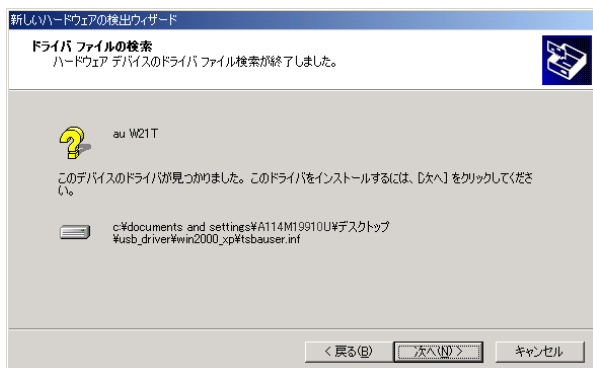 新しいハードウェアの検出ウィザード
ドライバ ファイルの検索
ハードウェア デバイスのドライバ ファイル検索が終了しました。
au W21T
このデバイスのドライバが見つかりました。このドライバをインストールするには、[次へ] をクリックしてくださ
い。
c:¥documents and settings¥A114M19910U¥デスクトップ
¥usb_driver¥win2000_xp¥tsbauser.inf
< 戻る(B)
次へ(N) >
キャンセル